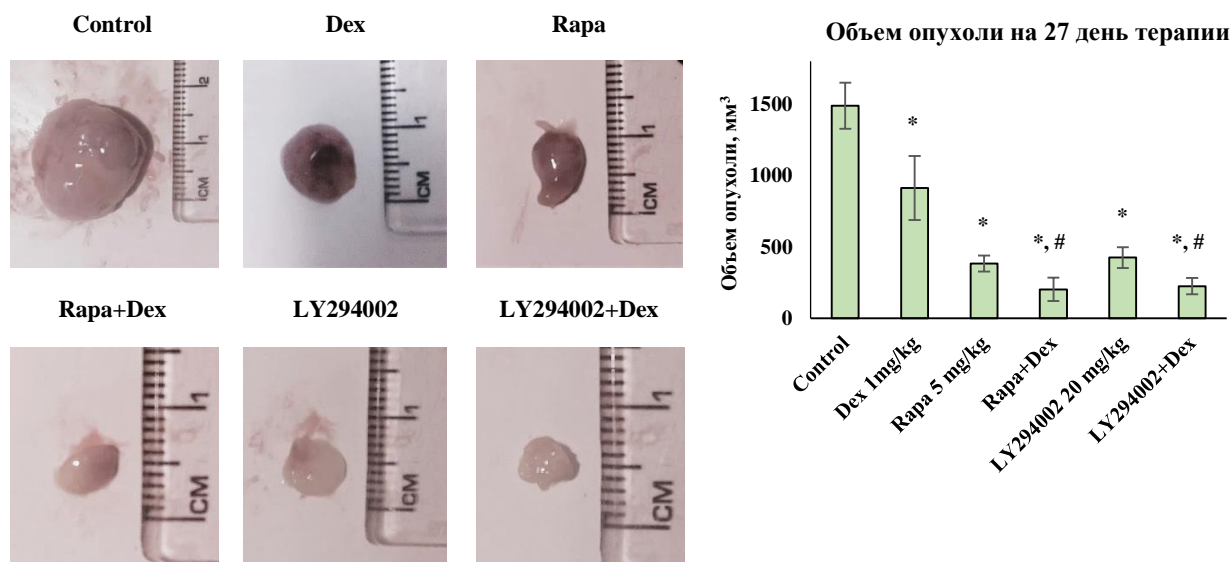 Control
Dex
Rapa
2
1
CM
1
CM
1
CM
Rapa+Dex
LY294002
LY294002+Dex
1
CM
1
CM
1
CM
Объем опухоли на 27 день терапии
Объем опухоли, мм³
1500
1000
500
0
*
*
*, #
*
*, #
Control
Dex 1mg/kg
Rapa 5 mg/kg
Rapa+Dex
LY294002 20 mg/kg
LY294002+Dex